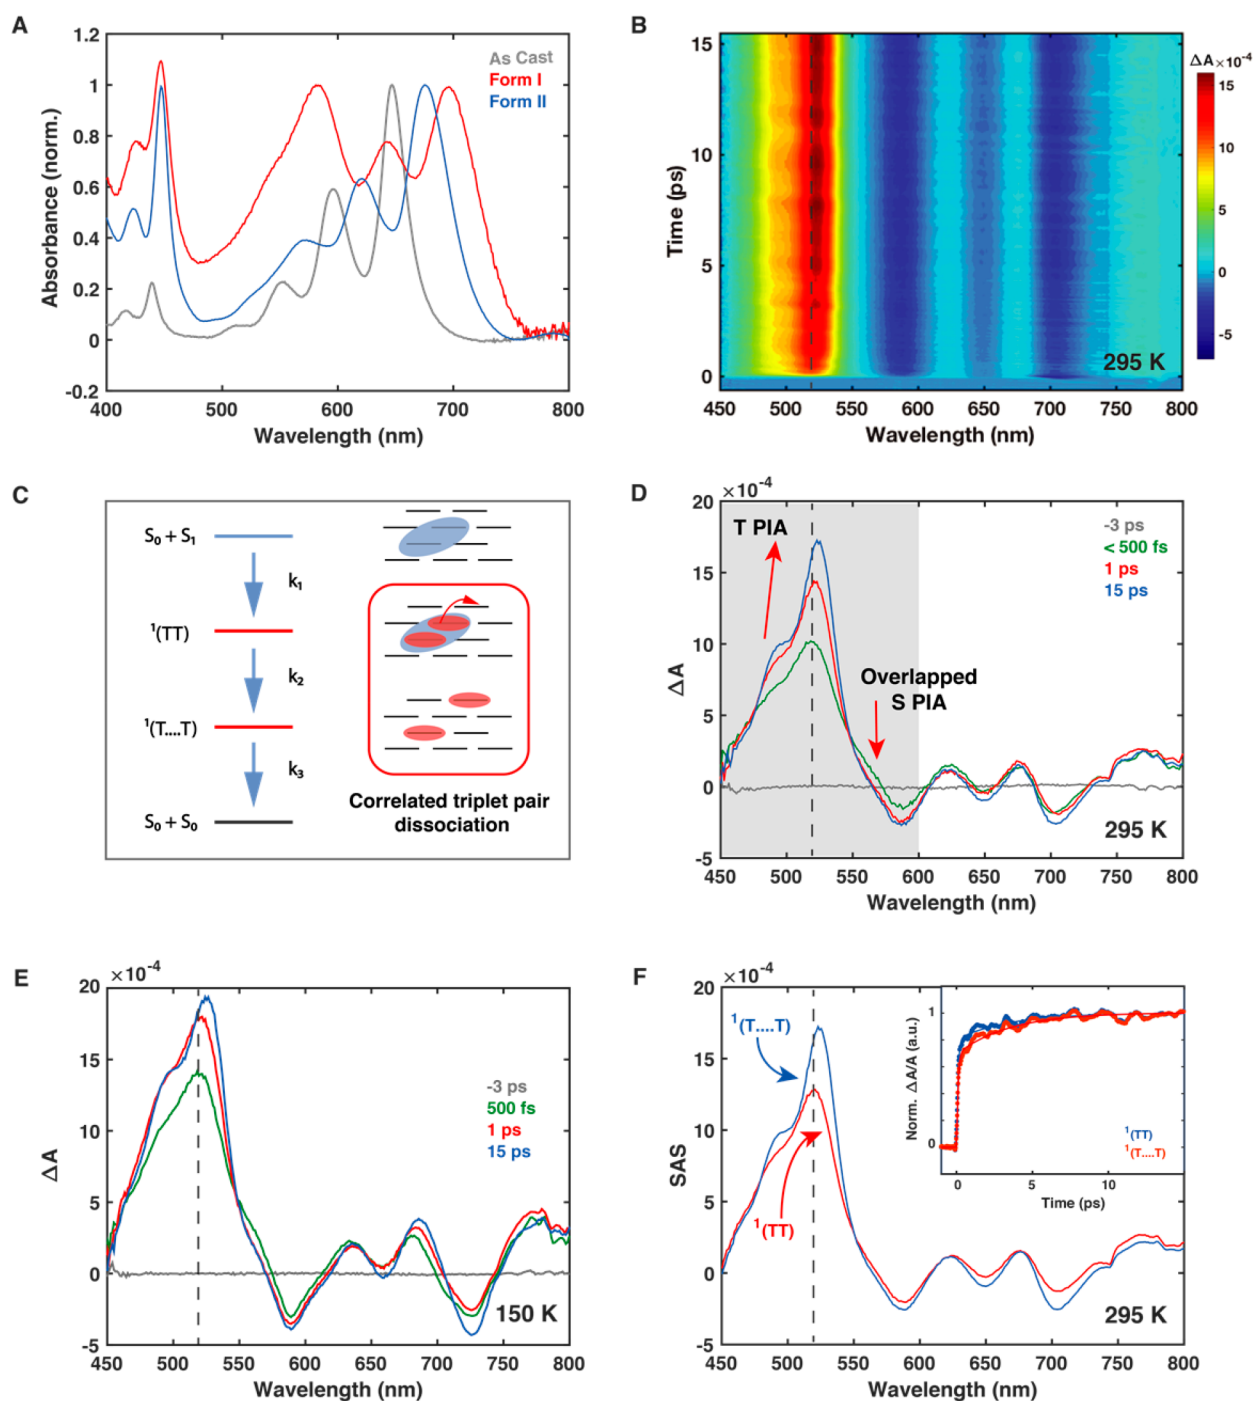 A
1.2
1
0.8
0.6
0.4
0.2
0
-0.2
Absorbance (norm.)
As Cast
Form I
Form II
400 500 600 700 800
Wavelength (nm)
B
15
10
5
0
Time (ps)
295 K
450 500 550 600 650 700 750 800
Wavelength (nm)
ΔA×10⁻⁴
15
10
5
0
-5
C
S₀ + S₁
k₁
¹(TT)
k₂
¹(T....T)
k₃
S₀ + S₀
Correlated triplet pair
dissociation
D
×10⁻⁴
20
15
10
5
0
-5
ΔA
T PIA
Overlapped
S PIA
-3 ps
< 500 fs
1 ps
15 ps
295 K
450 500 550 600 650 700 750 800
Wavelength (nm)
E
×10⁻⁴
20
15
10
5
0
-5
ΔA
-3 ps
500 fs
1 ps
15 ps
150 K
450 500 550 600 650 700 750 800
Wavelength (nm)
F
×10⁻⁴
20
15
10
5
0
-5
SAS
¹(T....T)
¹(TT)
1
0
Norm. ΔA/A (a.u.)
¹(TT)
¹(T....T)
0 5 10
Time (ps)
295 K
450 500 550 600 650 700 750 800
Wavelength (nm)